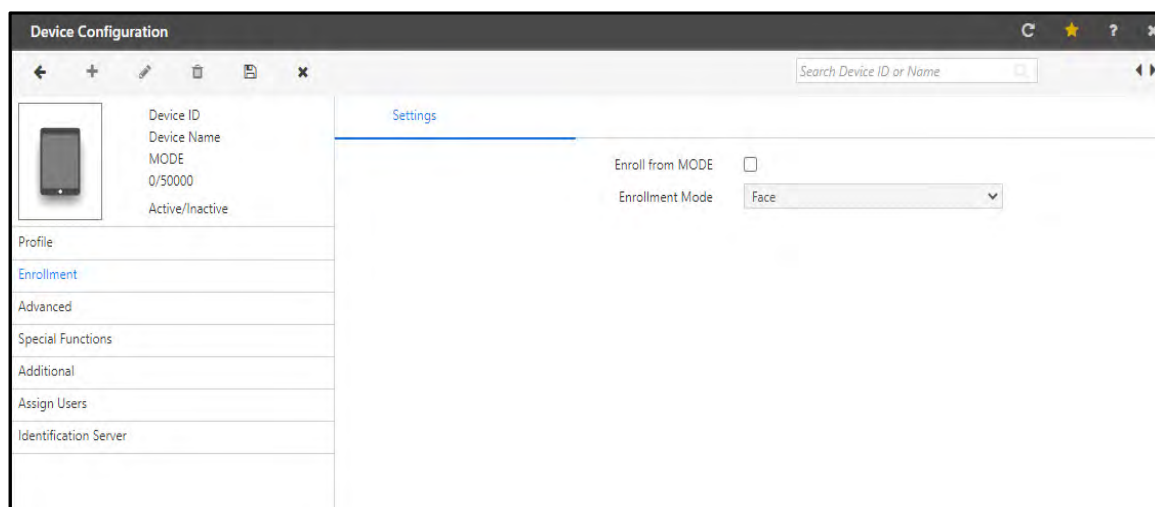 Device Configuration
?
Search Device ID or Name
Device ID
Device Name
MODE
0/50000
Active/Inactive
Settings
Enroll from MODE
Enrollment Mode
Face
Profile
Enrollment
Advanced
Special Functions
Additional
Assign Users
Identification Server